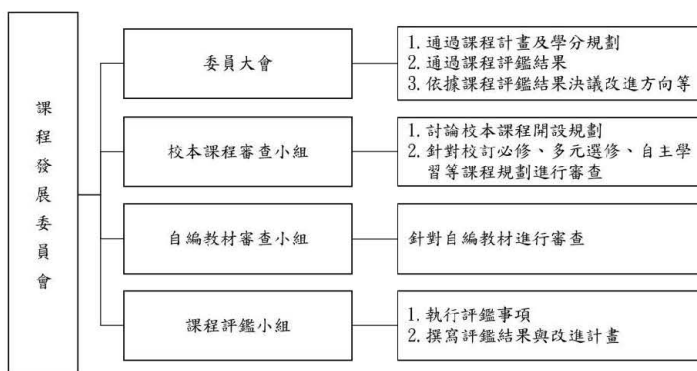 課程發展委員會
委員大會
1. 通過課程計畫及學分規劃
2. 通過課程評鑑結果
3. 依據課程評鑑結果決議改進方向等
校本課程審查小組
1. 討論校本課程開設規劃
2. 針對校訂必修、多元選修、自主學
習等課程規劃進行審查
自編教材審查小組
針對自編教材進行審查
課程評鑑小組
1. 執行評鑑事項
2. 撰寫評鑑結果與改進計畫